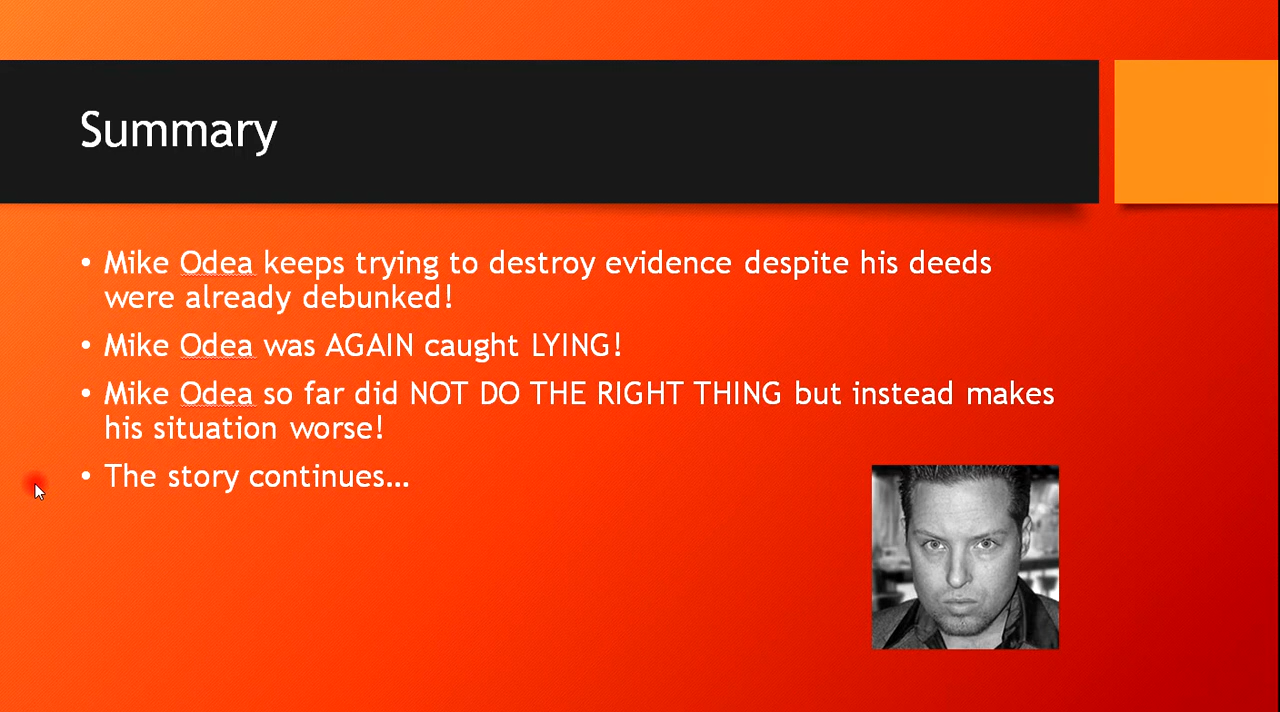 Summary
• Mike Odea keeps trying to destroy evidence despite his deeds
were already debunked!
• Mike Odea was AGAIN caught LYING!
• Mike Odea so far did NOT DO THE RIGHT THING but instead makes
his situation worse!
• The story continues…